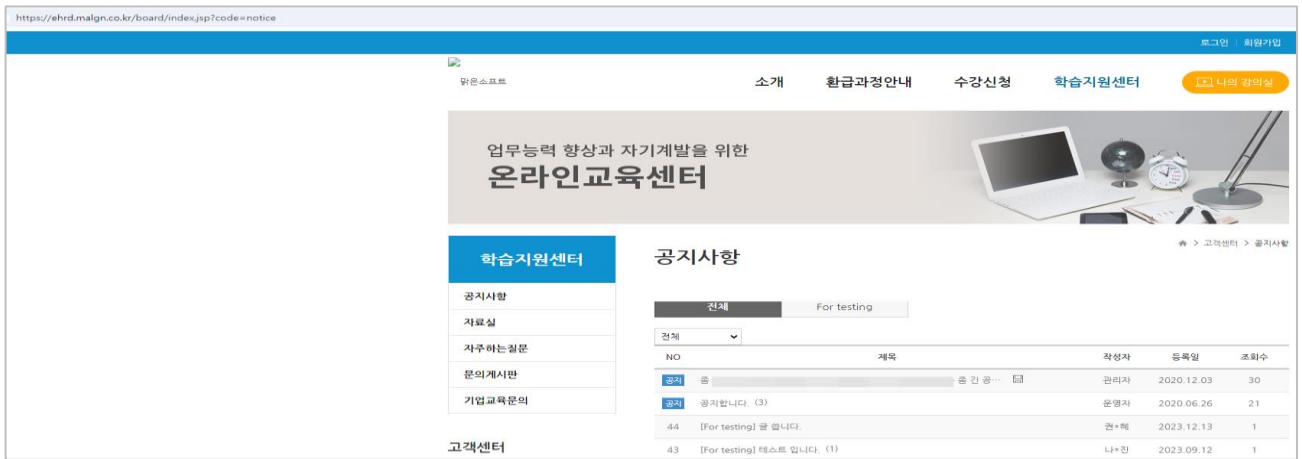 https://ehrd.malgn.co.kr/board/index.jsp?code=notice
로그인 | 회원가입
맑은소프트
소개 환급과정안내 수강신청 학습지원센터 나의 강의실
업무능력 향상과 자기계발을 위한
온라인교육센터
> 고객센터 > 공지사항
학습지원센터
공지사항
자료실
자주하는질문
문의게시판
기업교육문의
고객센터
공지사항
전체 For testing
전체
NO 제목 작성자 등록일 조회수
공지 좀 좀 긴 공… 관리자 2020.12.03 30
공지 공지합니다. (3) 운영자 2020.06.26 21
44 [For testing] 글 씁니다. 권*혜 2023.12.13 1
43 [For testing] 테스트 입니다. (1) 나*진 2023.09.12 1